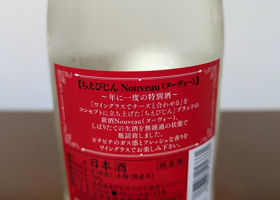 【ちえびじん Nouveau(ヌーヴォー)】
～年に一度の特別酒～
「ワイングラスでチーズと合わせる」を
コンセプトに立ち上げた「ちえびじん」ブランドの
新酒Nouveau(ヌーヴォー)。
しぼりたての生酒を無濾過の状態で
瓶詰致しました。
ピチピチのガス感とフレッシュな香りを
ワイングラスでお楽しみ下さい。
日本酒
純米酒